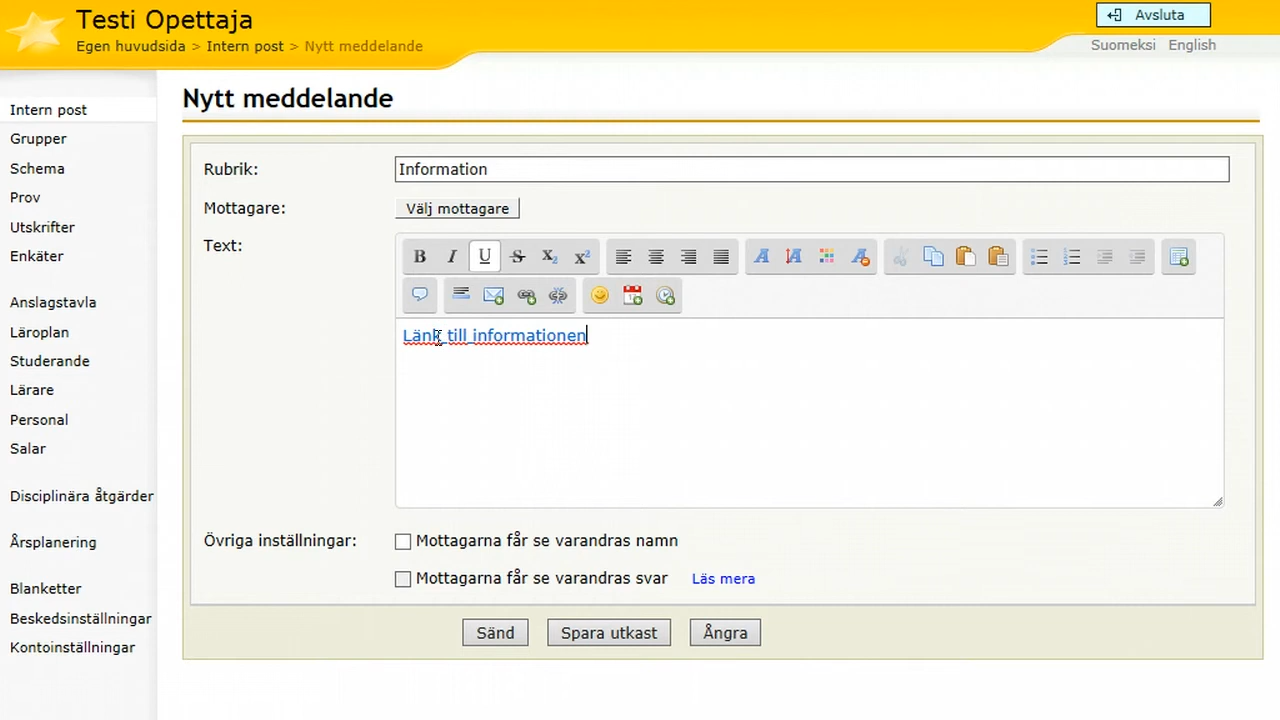 Testi Opettaja
Avsluta
Egen huvudsida > Intern post > Nytt meddelande
Suomeksi English
Intern post
Grupper
Schema
Prov
Utskrifter
Enkäter
Anslagstavla
Läroplan
Studerande
Lärare
Personal
Salar
Disciplinära åtgärder
Årsplanering
Blanketter
Beskedsinställningar
Kontoinställningar
Nytt meddelande
Rubrik: Information
Mottagare: Välj mottagare
Text:
B I U S X₂ X²
Länk till informationen
Övriga inställningar: Mottagarna får se varandras namn
Mottagarna får se varandras svar Läs mera
Sänd Spara utkast Ångra